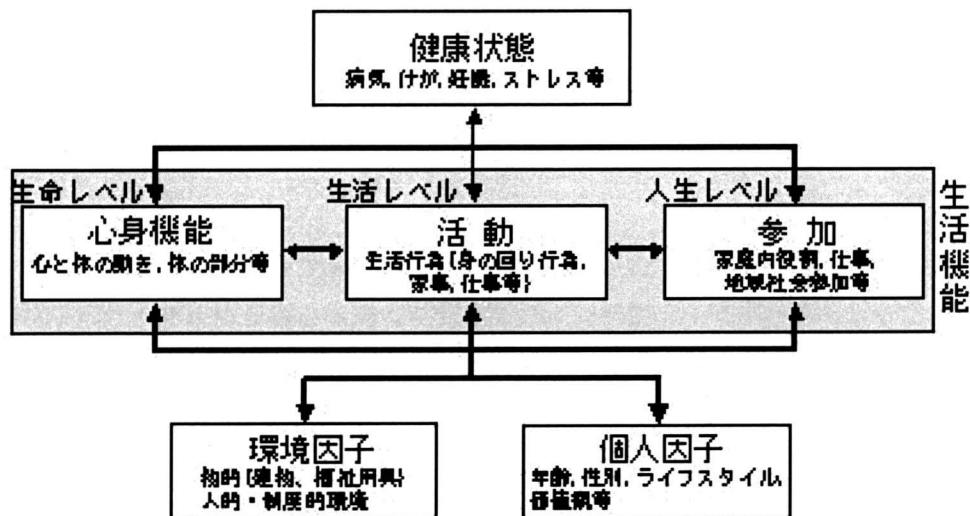 健康状態
病気,けが,妊娠,ストレス等
生命レベル
生活レベル
人生レベル
生活機能
心身機能
心と体の動き,体の部分等
活動
生活行為(身の回り行為,
家事,仕事等)
参加
家庭内役割,仕事,
地域社会参加等
環境因子
物的(建物、福祉用具)
人的・制度的環境
個人因子
年齢,性別,ライフスタイル,
価値観等